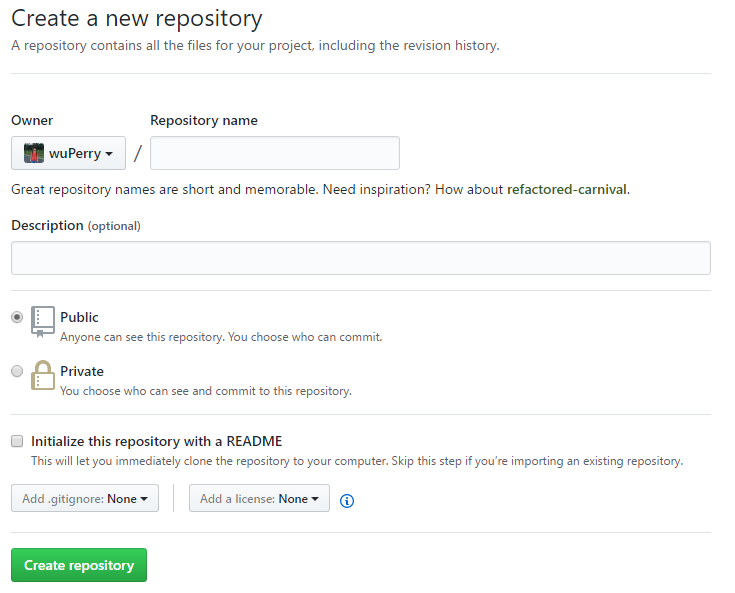 Create a new repository
A repository contains all the files for your project, including the revision history.
Owner
Repository name
wuPerry
/
Great repository names are short and memorable. Need inspiration? How about refactored-carnival.
Description (optional)
Public
Anyone can see this repository. You choose who can commit.
Private
You choose who can see and commit to this repository.
Initialize this repository with a README
This will let you immediately clone the repository to your computer. Skip this step if you're importing an existing repository.
Add .gitignore: None
Add a license: None
Create repository